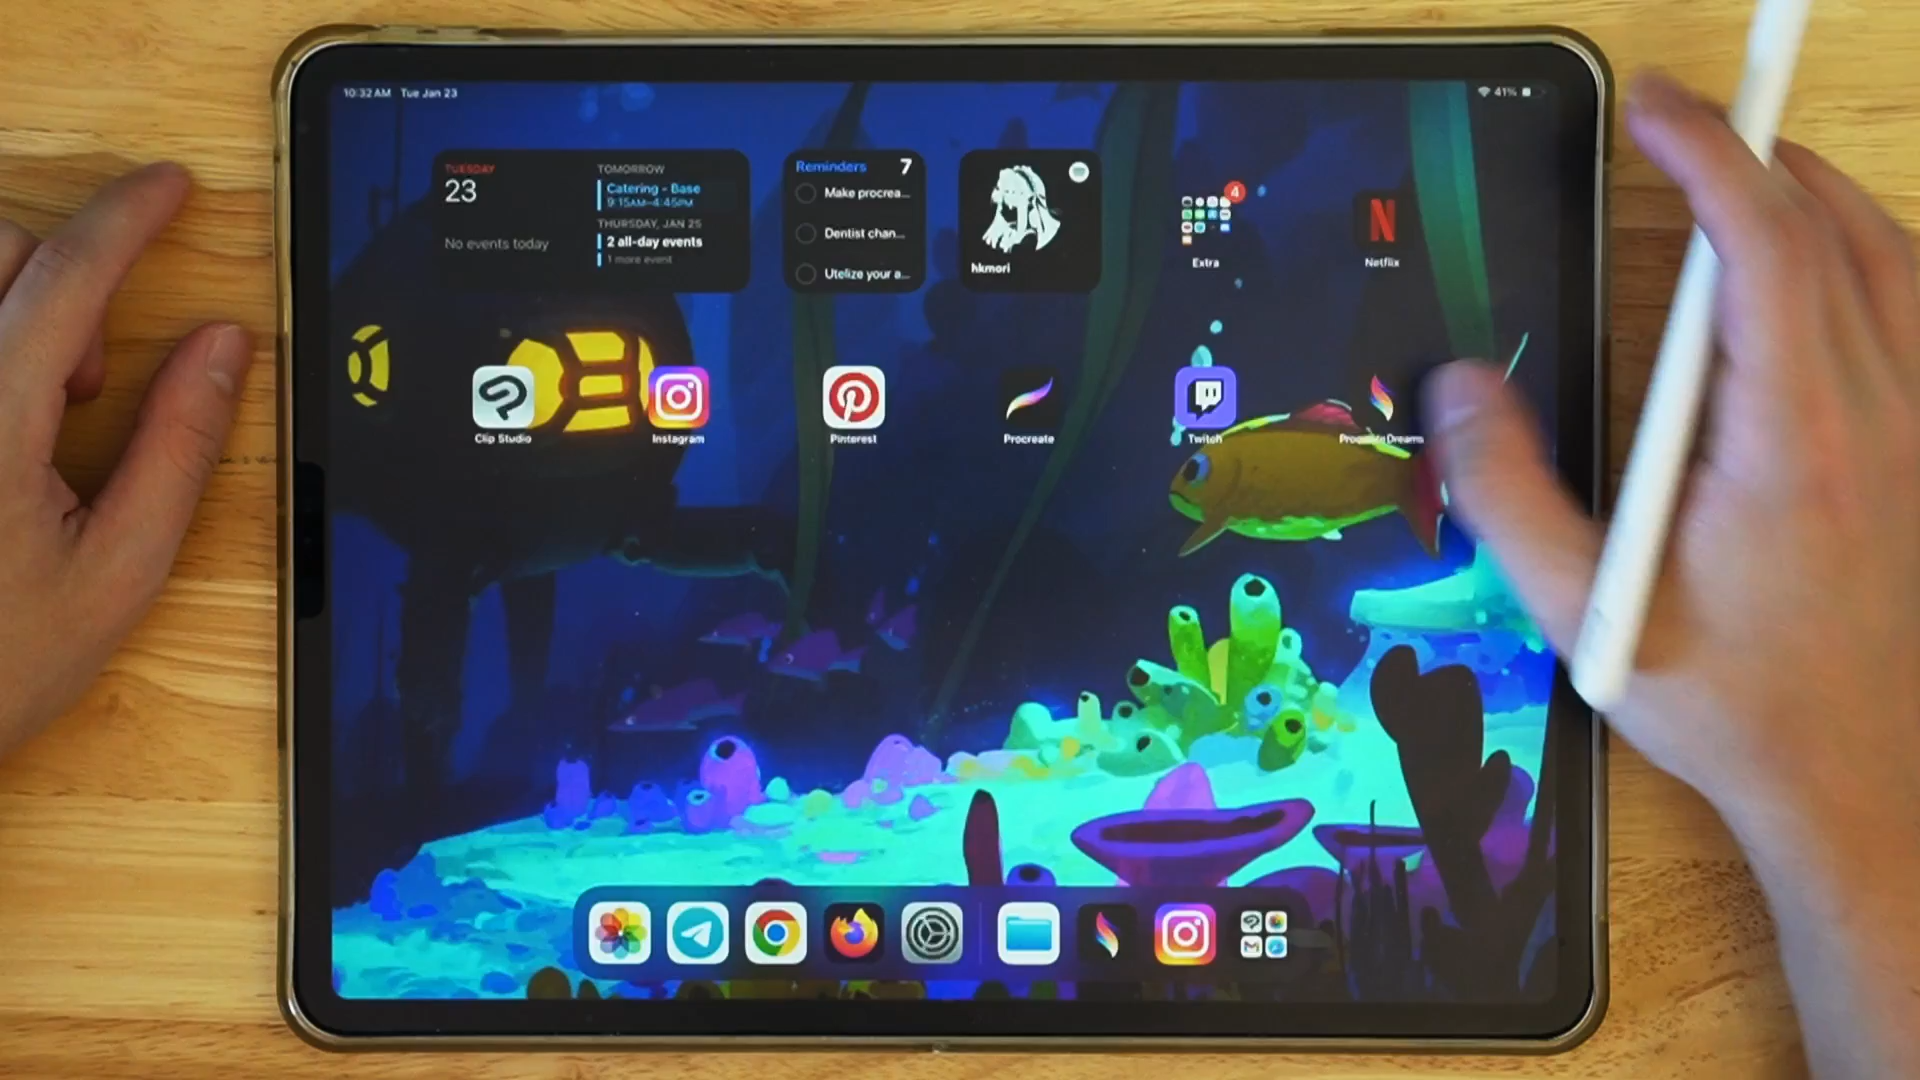 10:32 AM Tue Jan 23
41%
TUESDAY
23
No events today
TOMORROW
Catering - Base
9:15AM–4:45PM
THURSDAY, JAN 25
2 all-day events
1 more event
Reminders 7
Make procrea...
Dentist chan...
Utelize your a...
hkmori
4
Extra
N
Netflix
Clip Studio
Instagram
Pinterest
Procreate
Twitch
Procreate Dreams